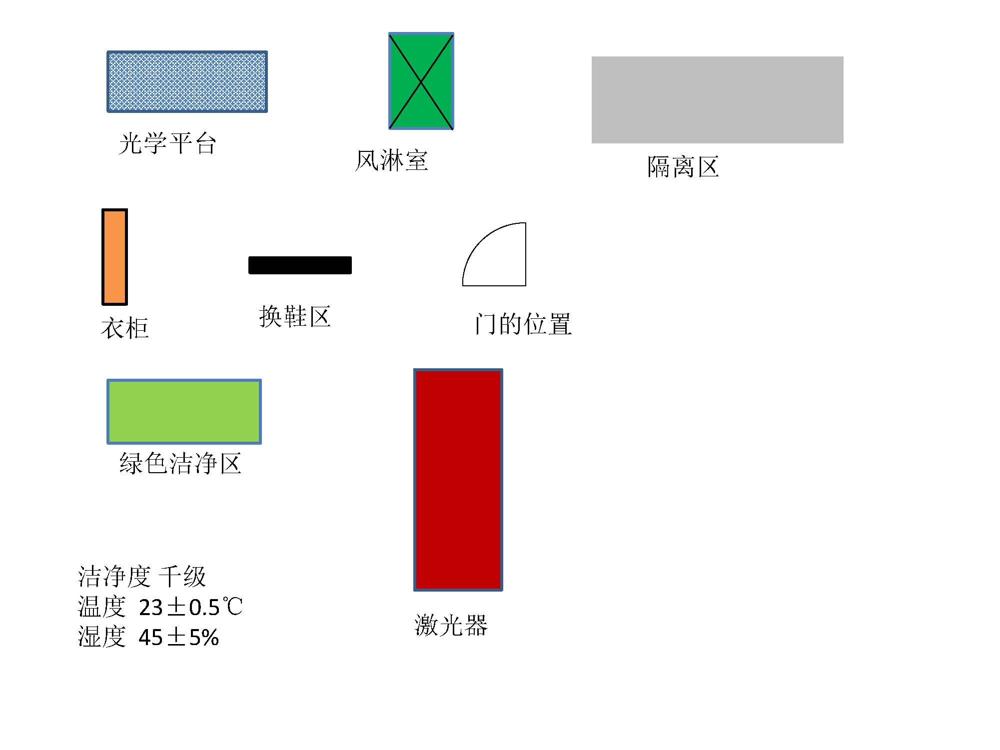 光学平台
风淋室
隔离区
衣柜
换鞋区
门的位置
绿色洁净区
激光器
洁净度 千级
温度 23±0.5℃
湿度 45±5%